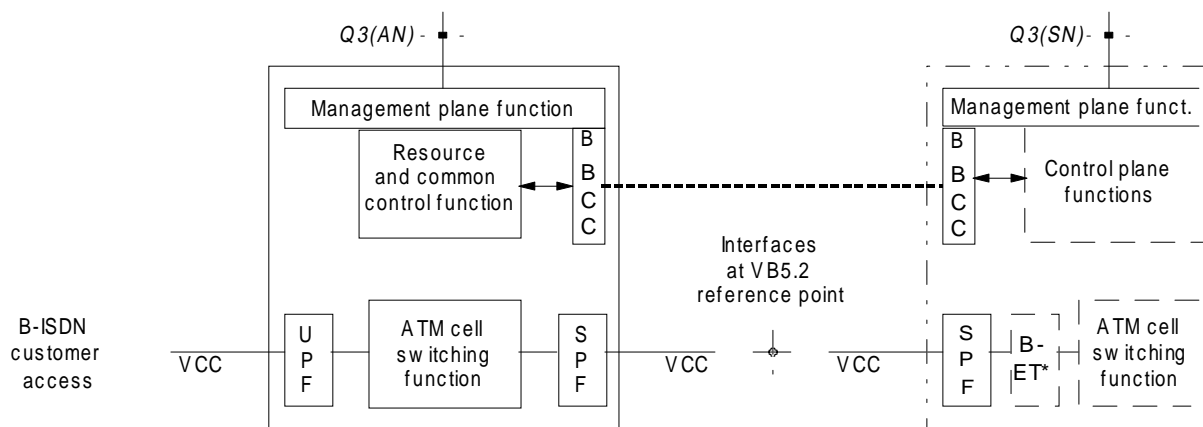 Q3(AN)
Q3(SN)
Management plane function
Management plane funct.
Resource
and common
control function
B
B
C
C
B
B
C
C
Control plane
functions
Interfaces
at VB5.2
reference point
B-ISDN
customer
access
VCC
U
P
F
ATM cell
switching
function
S
P
F
VCC
VCC
S
P
F
B-
ET*
ATM cell
switching
function